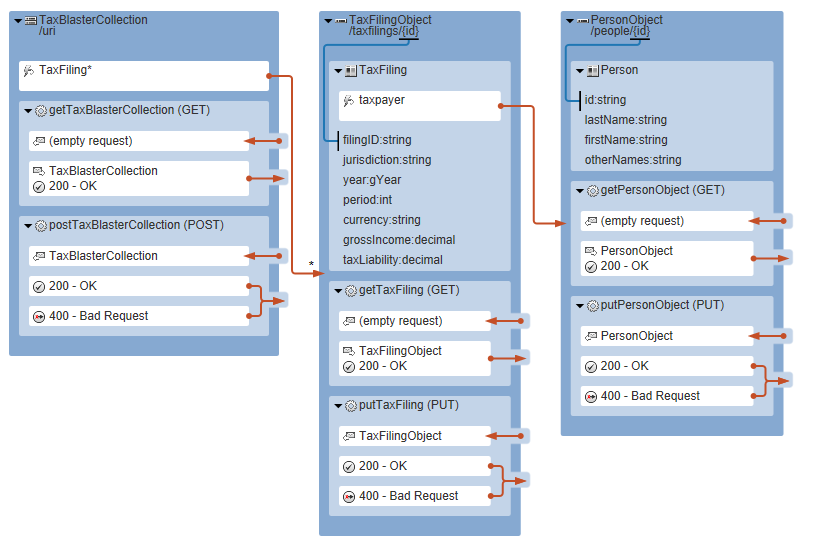 TaxBlasterCollection
/uri
TaxFiling*
getTaxBlasterCollection (GET)
(empty request)
TaxBlasterCollection
200 - OK
postTaxBlasterCollection (POST)
TaxBlasterCollection
200 - OK
400 - Bad Request
*
TaxFilingObject
/taxfilings/{id}
TaxFiling
taxpayer
filingID:string
jurisdiction:string
year:gYear
period:int
currency:string
grossIncome:decimal
taxLiability:decimal
getTaxFiling (GET)
(empty request)
TaxFilingObject
200 - OK
putTaxFiling (PUT)
TaxFilingObject
200 - OK
400 - Bad Request
PersonObject
/people/{id}
Person
id:string
lastName:string
firstName:string
otherNames:string
getPersonObject (GET)
(empty request)
PersonObject
200 - OK
putPersonObject (PUT)
PersonObject
200 - OK
400 - Bad Request